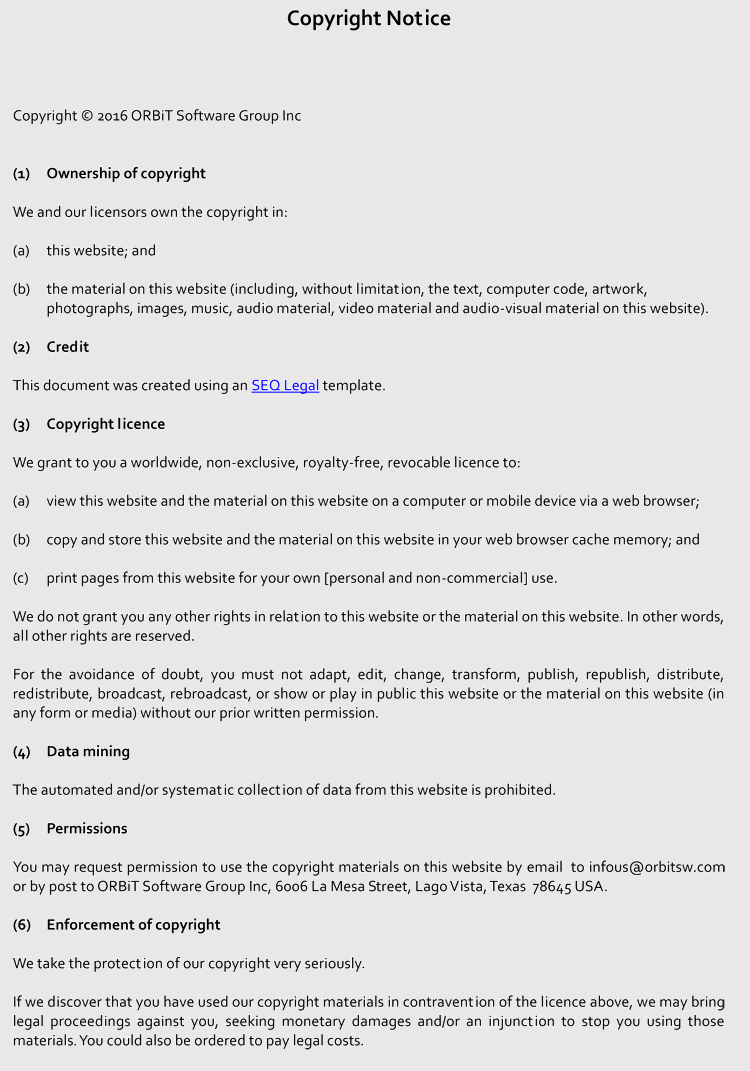 Copyright Notice
Copyright © 2016 ORBiT Software Group Inc
(1) Ownership of copyright
We and our licensors own the copyright in:
(a) this website; and
(b) the material on this website (including, without limitation, the text, computer code, artwork,
photographs, images, music, audio material, video material and audio-visual material on this website).
(2) Credit
This document was created using an SEQ Legal template.
(3) Copyright licence
We grant to you a worldwide, non-exclusive, royalty-free, revocable licence to:
(a) view this website and the material on this website on a computer or mobile device via a web browser;
(b) copy and store this website and the material on this website in your web browser cache memory; and
(c) print pages from this website for your own [personal and non-commercial] use.
We do not grant you any other rights in relation to this website or the material on this website. In other words,
all other rights are reserved.
For the avoidance of doubt, you must not adapt, edit, change, transform, publish, republish, distribute,
redistribute, broadcast, rebroadcast, or show or play in public this website or the material on this website (in
any form or media) without our prior written permission.
(4) Data mining
The automated and/or systematic collection of data from this website is prohibited.
(5) Permissions
You may request permission to use the copyright materials on this website by email to infous@orbitsw.com
or by post to ORBiT Software Group Inc, 6006 La Mesa Street, Lago Vista, Texas 78645 USA.
(6) Enforcement of copyright
We take the protection of our copyright very seriously.
If we discover that you have used our copyright materials in contravention of the licence above, we may bring
legal proceedings against you, seeking monetary damages and/or an injunction to stop you using those
materials. You could also be ordered to pay legal costs.